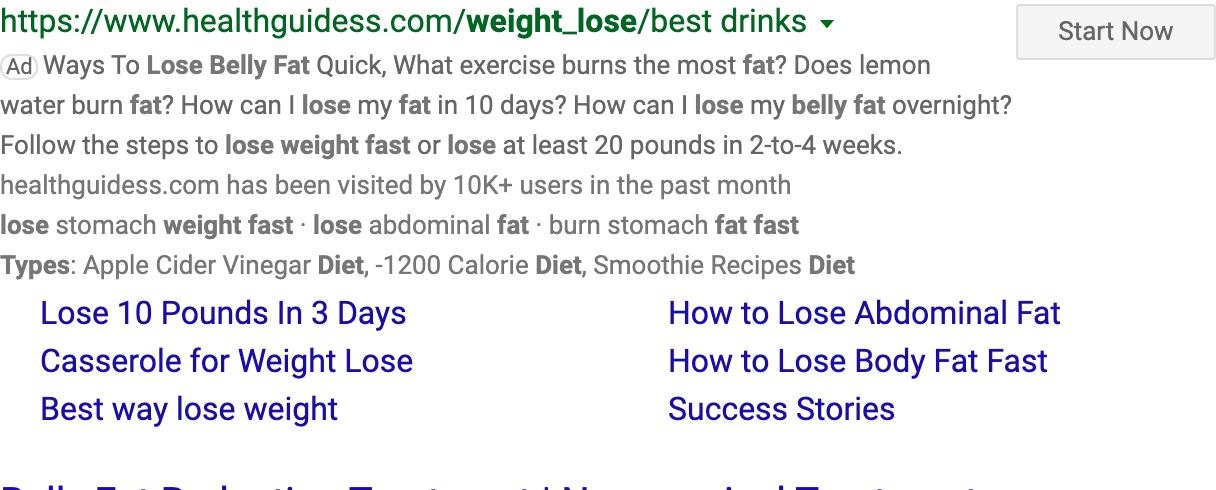 https://www.healthguidess.com/weight_lose/best drinks
Start Now
Ad Ways To Lose Belly Fat Quick, What exercise burns the most fat? Does lemon
water burn fat? How can I lose my fat in 10 days? How can I lose my belly fat overnight?
Follow the steps to lose weight fast or lose at least 20 pounds in 2-to-4 weeks.
healthguidess.com has been visited by 10K+ users in the past month
lose stomach weight fast · lose abdominal fat · burn stomach fat fast
Types: Apple Cider Vinegar Diet, -1200 Calorie Diet, Smoothie Recipes Diet
Lose 10 Pounds In 3 Days
How to Lose Abdominal Fat
Casserole for Weight Lose
How to Lose Body Fat Fast
Best way lose weight
Success Stories